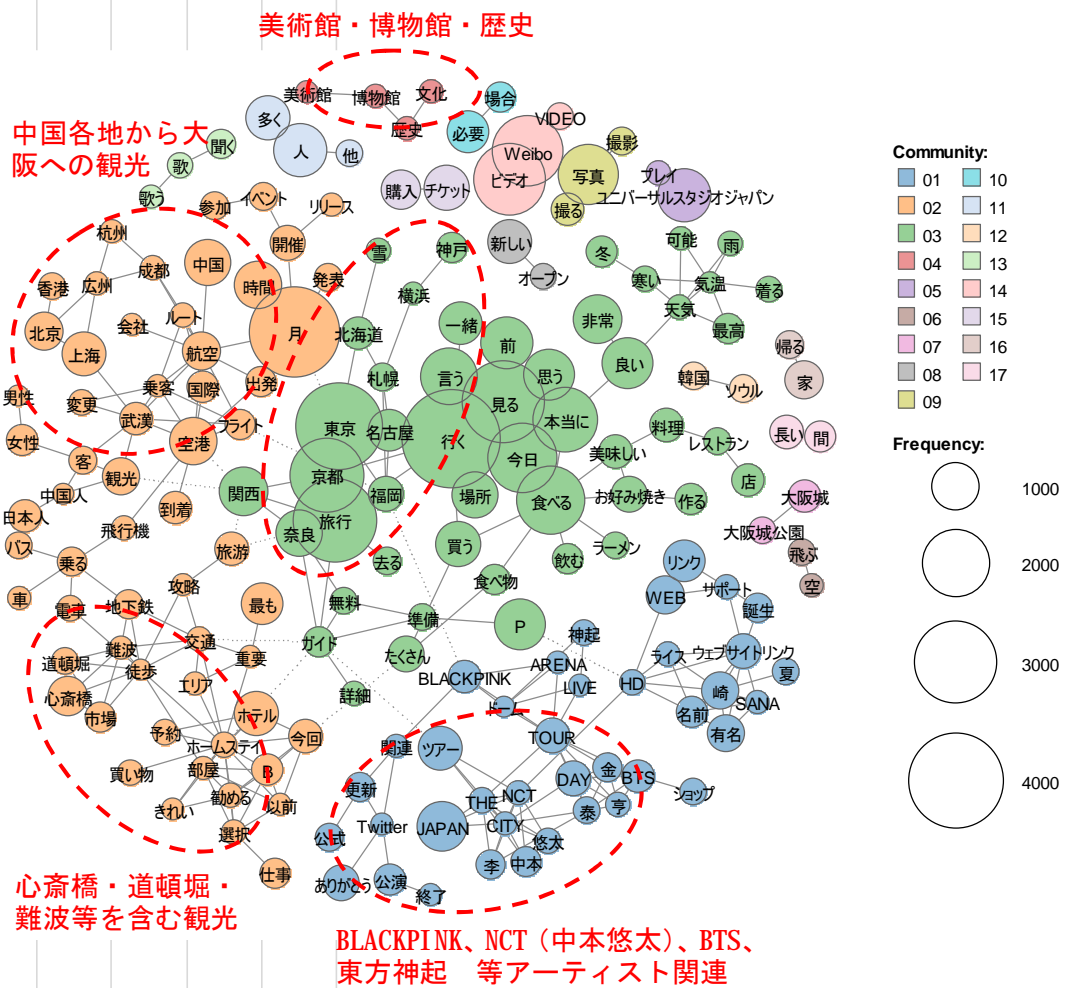 美術館・博物館・歴史
美術館
博物館
文化
歴史
場合
必要
多く
人
他
VIDEO
Weibo
ビデオ
撮影
写真
撮る
プレイ
ユニバーサルスタジオジャパン
購入
チケット
中国各地から大
阪への観光
聞く
歌
歌う
参加
イベント
リリース
開催
発表
杭州
成都
中国
時間
香港
広州
北京
上海
会社
ルート
航空
月
乗客
国際
出発
変更
武漢
空港
フライト
男性
女性
客
観光
中国人
日本人
到着
飛行機
バス
乗る
車
電車
地下鉄
旅游
攻略
最も
雪
神戸
横浜
北海道
一緒
札幌
言う
前
思う
見る
本当に
東京
名古屋
行く
今日
京都
関西
福岡
場所
食べる
旅行
奈良
去る
買う
飲む
ラーメン
食べ物
無料
準備
ガイド
たくさん
P
詳細
新しい
オープン
冬
寒い
可能
雨
気温
着る
天気
最高
非常
良い
韓国
ソウル
帰る
家
料理
レストラン
店
美味しい
お好み焼き
作る
長い
間
大阪城
大阪城公園
飛ぶ
空
難波
道頓堀
徒歩
心斎橋
市場
交通
重要
エリア
ホテル
予約
ホームステイ
今回
買い物
部屋
B
勧める
以前
きれい
選択
仕事
心斎橋・道頓堀・
難波等を含む観光
リンク
WEB
サポート
誕生
神起
ARENA
BLACKPINK
LIVE
ドーム
ライス
ウェブサイトリンク
夏
HD
崎
SANA
名前
有名
関連
ツアー
TOUR
金
DAY
BTS
ショップ
更新
THE
NCT
泰
亨
Twitter
JAPAN
CITY
公式
悠太
李
中本
ありがとう
公演
終了
BLACKPINK、NCT（中本悠太）、BTS、
東方神起　等アーティスト関連
Community:
01
02
03
04
05
06
07
08
09
10
11
12
13
14
15
16
17
Frequency:
1000
2000
3000
4000